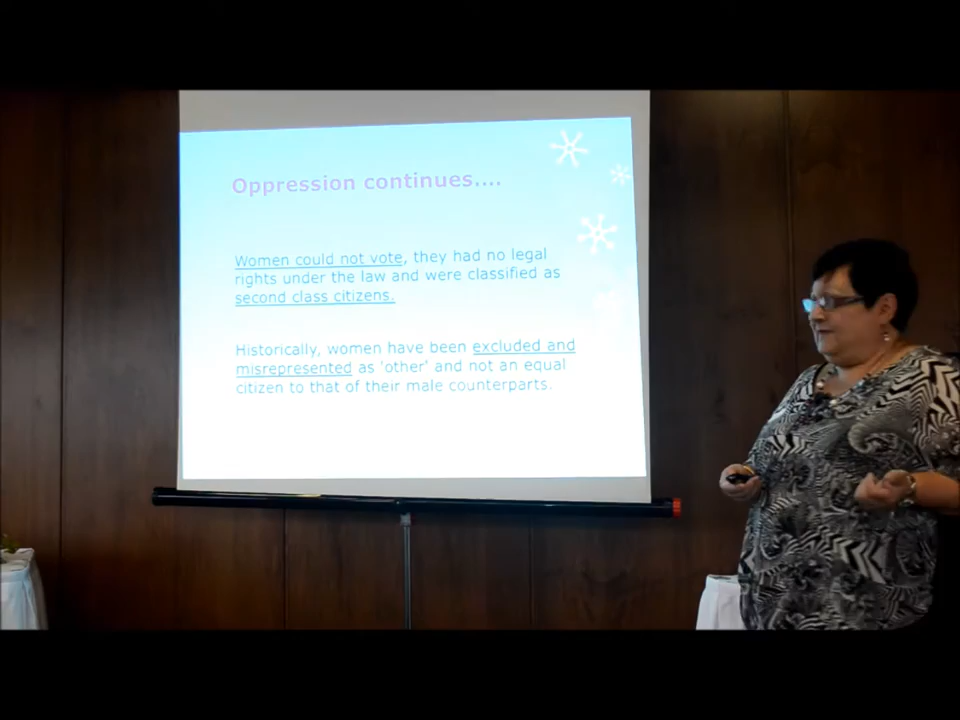 Oppression continues....
Women could not vote, they had no legal
rights under the law and were classified as
second class citizens.
Historically, women have been excluded and
misrepresented as 'other' and not an equal
citizen to that of their male counterparts.